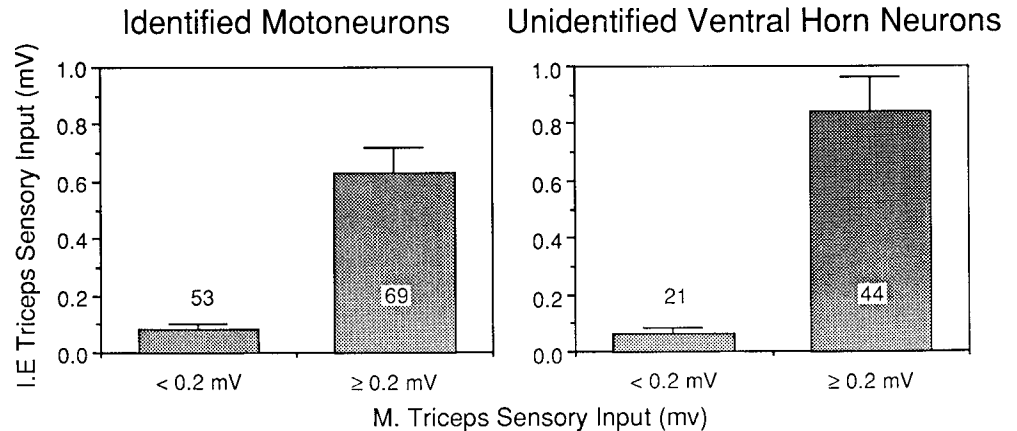 Identified Motoneurons
Unidentified Ventral Horn Neurons
I.E Triceps Sensory Input (mV)
1.0
0.8
0.6
0.4
0.2
0.0
53
69
< 0.2 mV
≥ 0.2 mV
1.0
0.8
0.6
0.4
0.2
0.0
21
44
< 0.2 mV
≥ 0.2 mV
M. Triceps Sensory Input (mv)